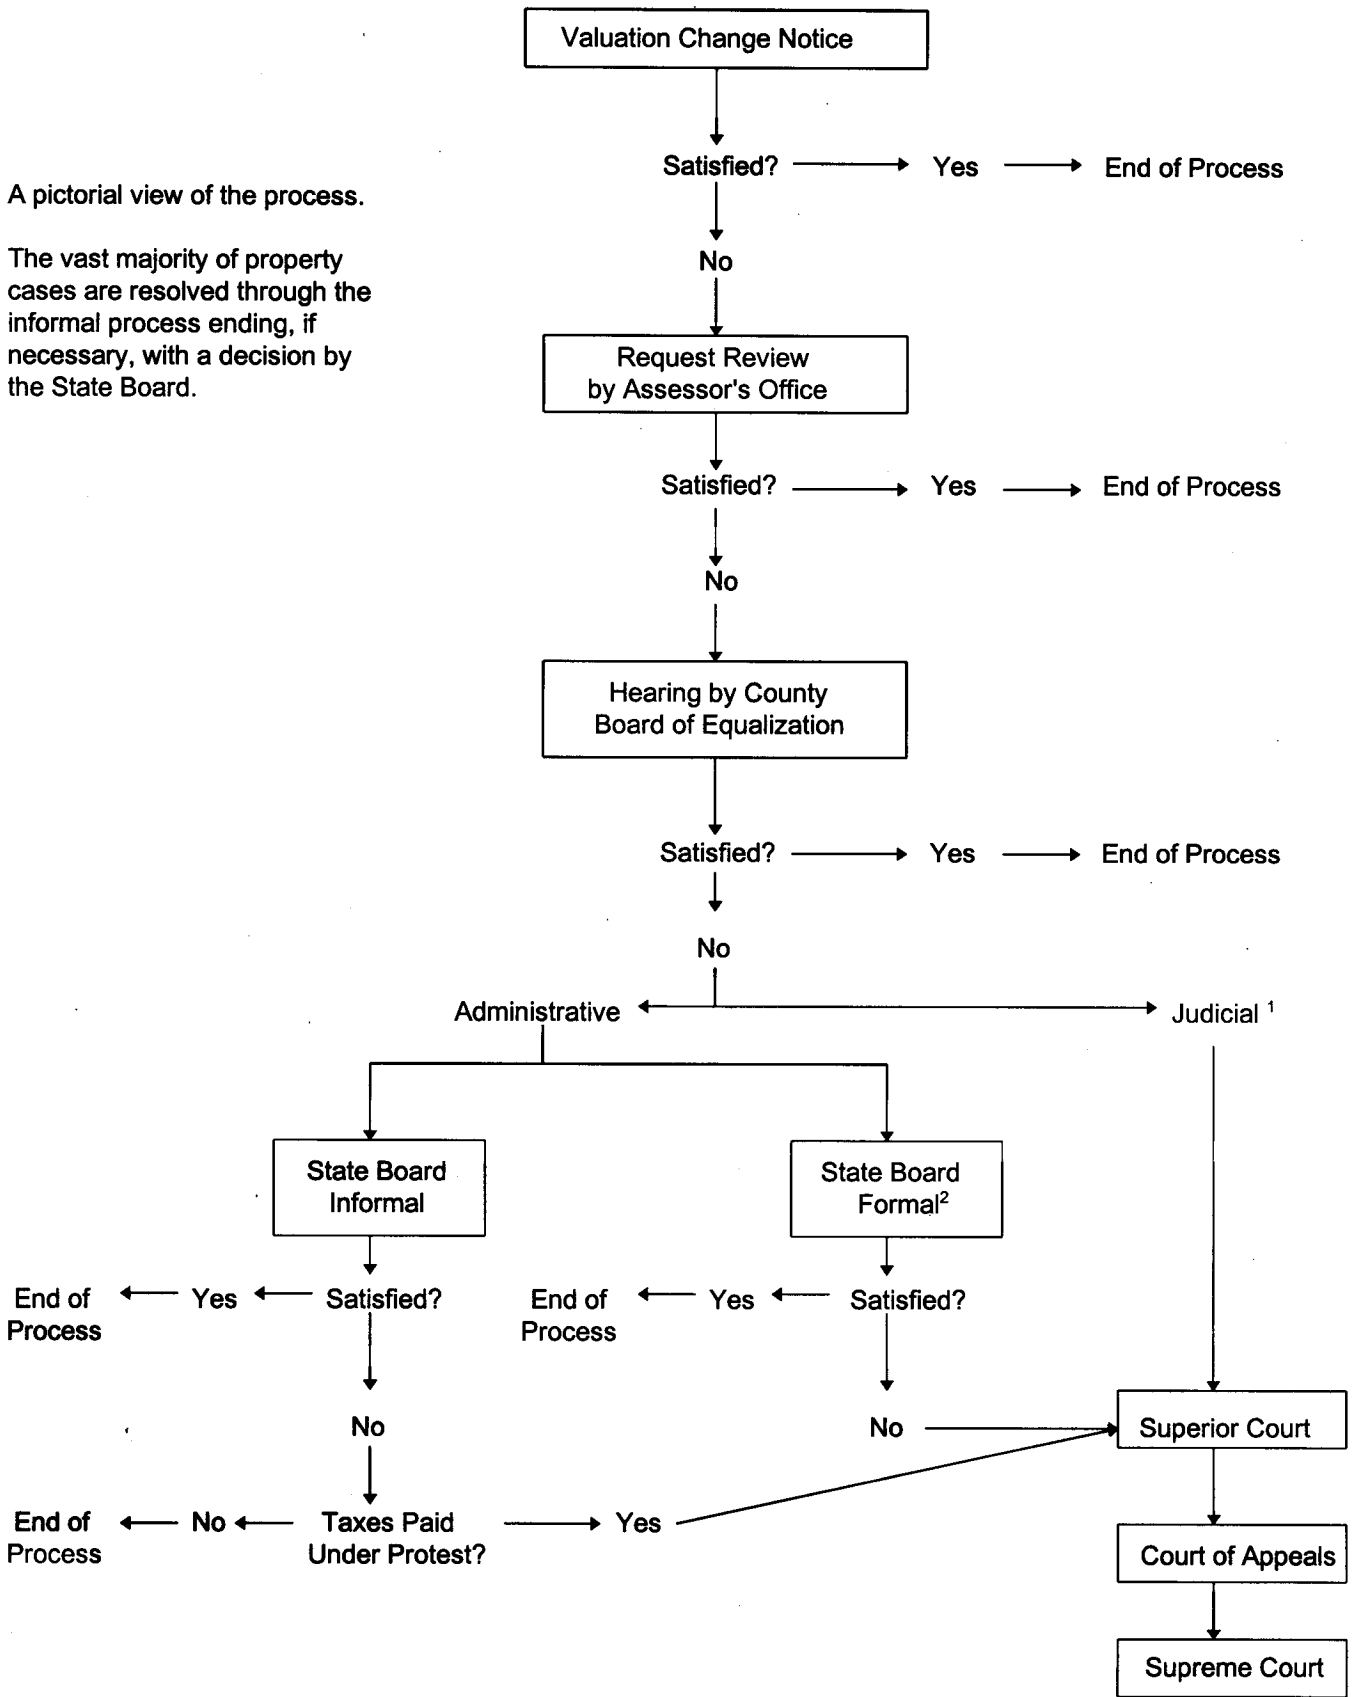 Valuation Change Notice
Satisfied? Yes End of Process
A pictorial view of the process.
The vast majority of property
cases are resolved through the
informal process ending, if
necessary, with a decision by
the State Board.
No
Request Review
by Assessor's Office
Satisfied? Yes End of Process
No
Hearing by County
Board of Equalization
Satisfied? Yes End of Process
No
Administrative
Judicial 1
State Board
Informal
State Board
Formal2
End of
Process
Yes
Satisfied?
End of
Process
Yes
Satisfied?
No
No
Superior Court
End of
Process
No
Taxes Paid
Under Protest?
Yes
Court of Appeals
Supreme Court